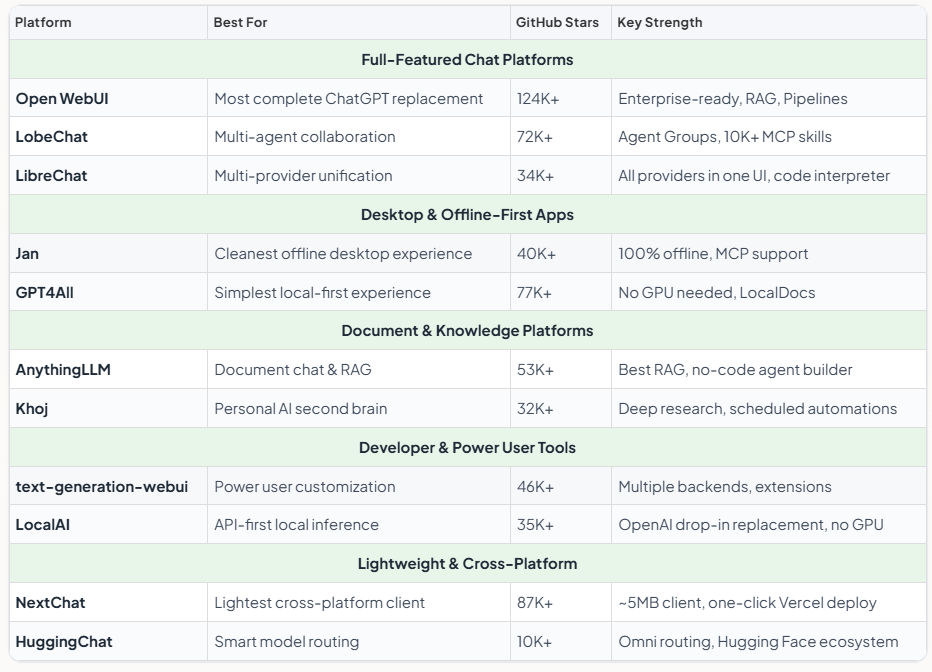 Platform Best For GitHub Stars Key Strength
Full-Featured Chat Platforms
Open WebUI Most complete ChatGPT replacement 124K+ Enterprise-ready, RAG, Pipelines
LobeChat Multi-agent collaboration 72K+ Agent Groups, 10K+ MCP skills
LibreChat Multi-provider unification 34K+ All providers in one UI, code interpreter
Desktop & Offline-First Apps
Jan Cleanest offline desktop experience 40K+ 100% offline, MCP support
GPT4All Simplest local-first experience 77K+ No GPU needed, LocalDocs
Document & Knowledge Platforms
AnythingLLM Document chat & RAG 53K+ Best RAG, no-code agent builder
Khoj Personal AI second brain 32K+ Deep research, scheduled automations
Developer & Power User Tools
text-generation-webui Power user customization 46K+ Multiple backends, extensions
LocalAI API-first local inference 35K+ OpenAI drop-in replacement, no GPU
Lightweight & Cross-Platform
NextChat Lightest cross-platform client 87K+ ~5MB client, one-click Vercel deploy
HuggingChat Smart model routing 10K+ Omni routing, Hugging Face ecosystem